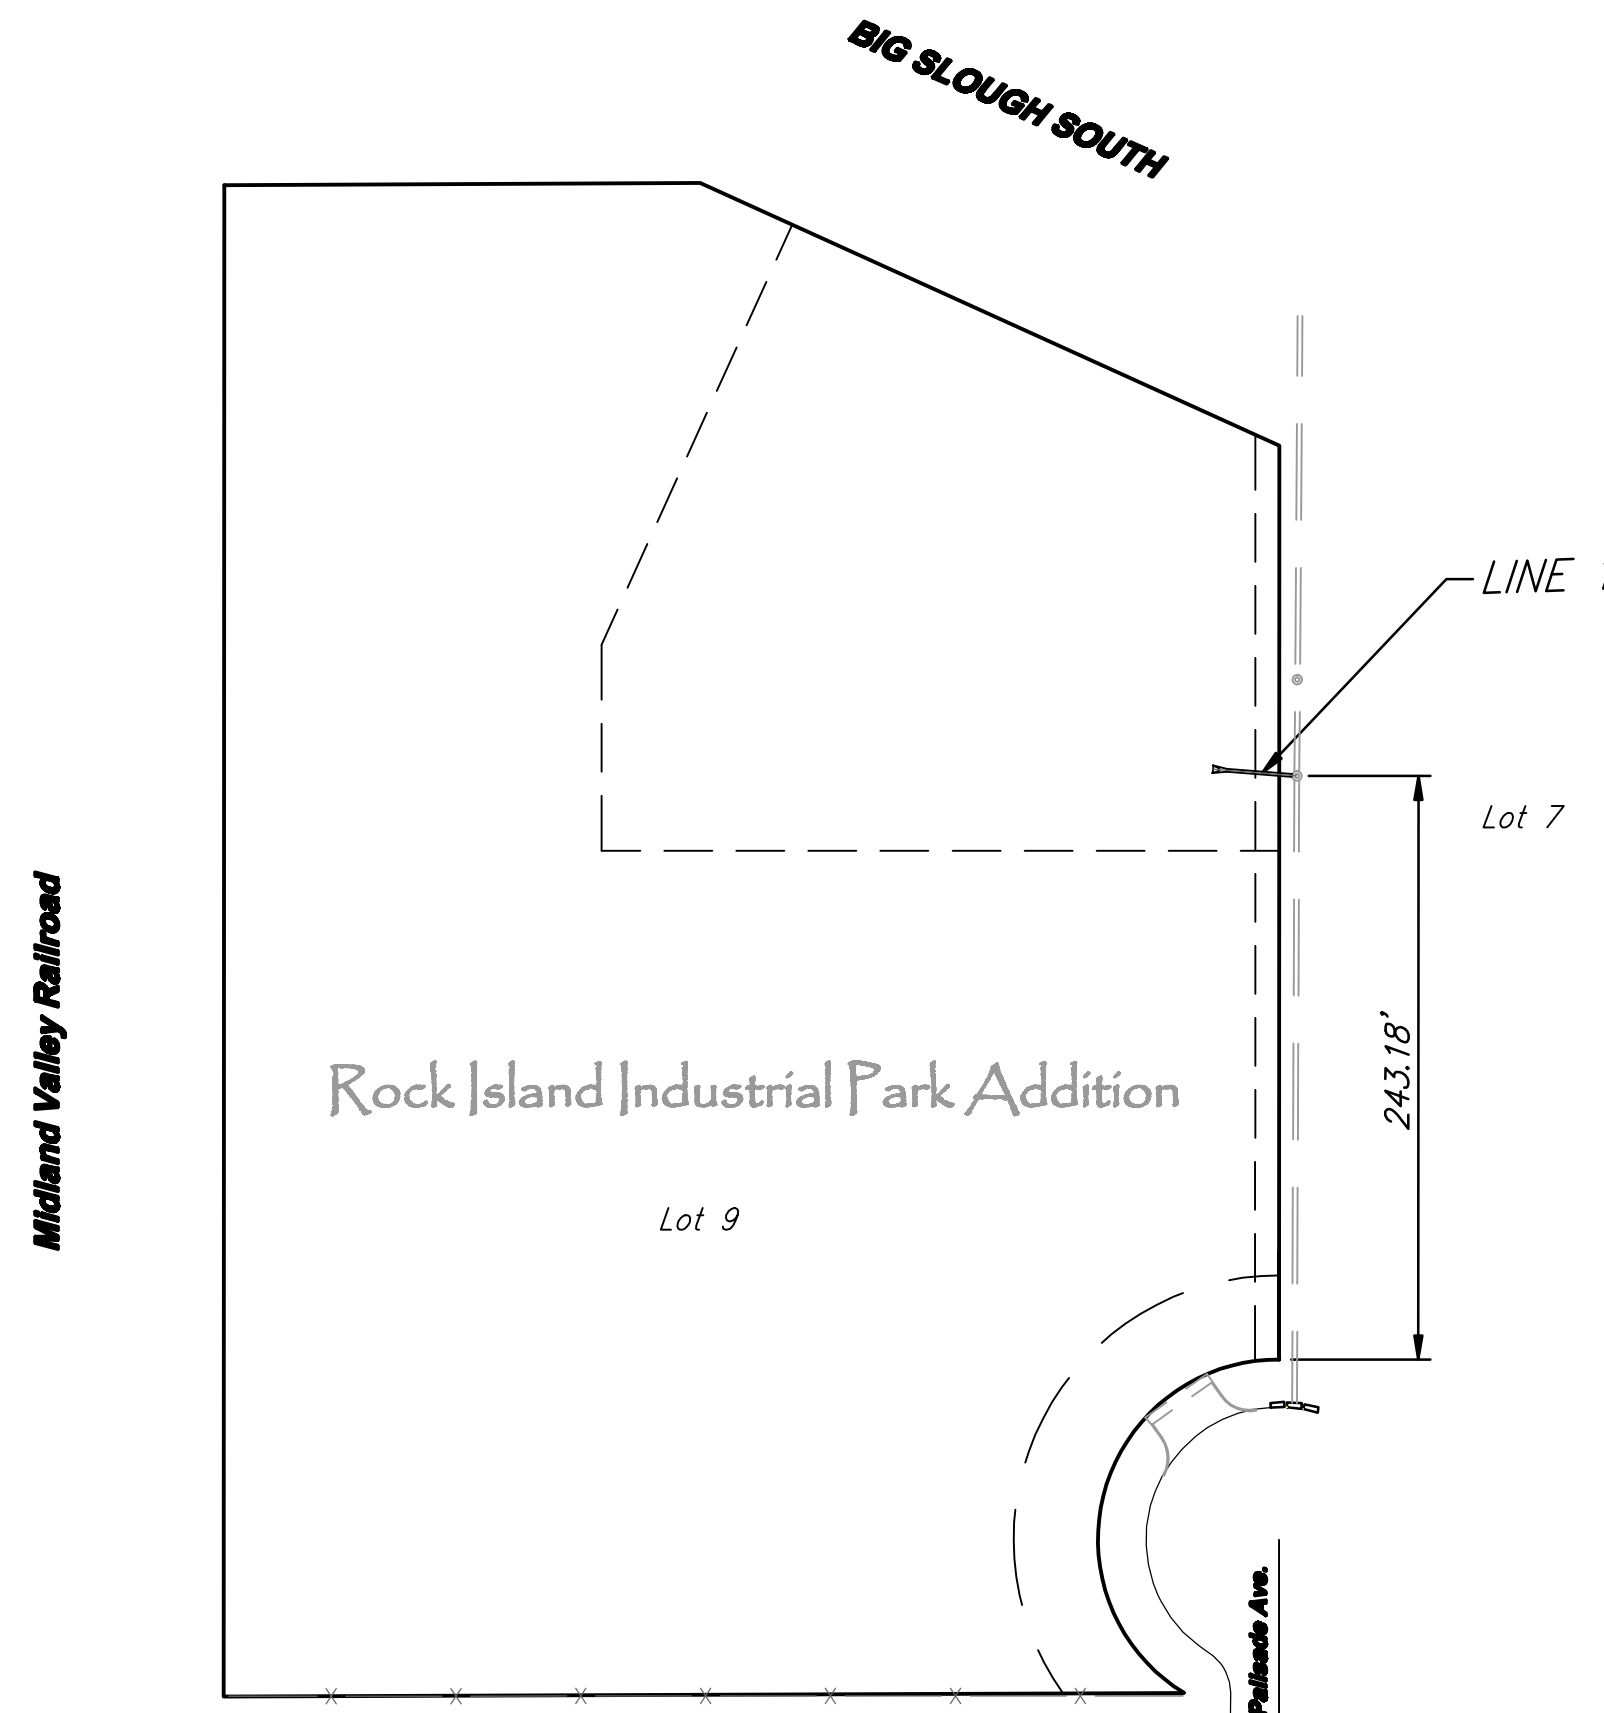 BIG SLOUGH SOUTH
LINE
Lot 7
Midland Valley Railroad
243.18'
Rock Island Industrial Park Addition
Lot 9
Palisade Ave.